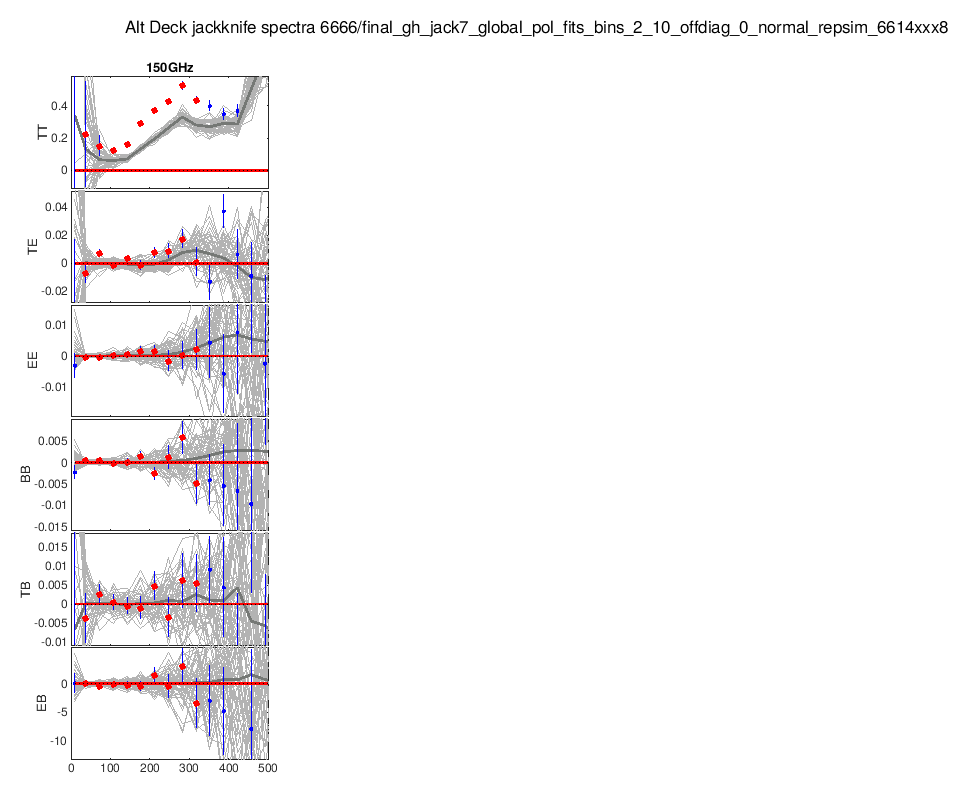 Alt Deck jackknife spectra 6666/final_gh_jack7_global_pol_fits_bins_2_10_offdiag_0_normal_repsim_6614xxx8
150GHz
TT
0.4
0.2
0
TE
0.04
0.02
0
-0.02
EE
0.01
0
-0.01
BB
0.005
0
-0.005
-0.01
-0.015
TB
0.015
0.01
0.005
0
-0.005
-0.01
EB
0
-5
-10
0 100 200 300 400 500